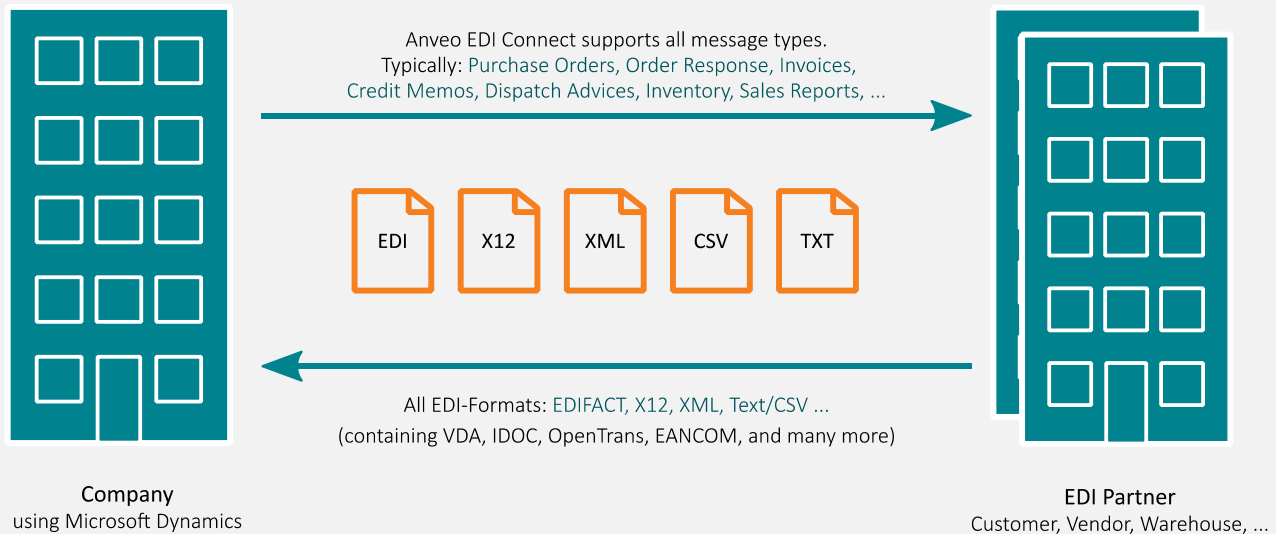 Anveo EDI Connect supports all message types.
Typically: Purchase Orders, Order Response, Invoices,
Credit Memos, Dispatch Advices, Inventory, Sales Reports, ...
EDI
X12
XML
CSV
TXT
All EDI-Formats: EDIFACT, X12, XML, Text/CSV ...
(containing VDA, IDOC, OpenTrans, EANCOM, and many more)
Company
using Microsoft Dynamics
EDI Partner
Customer, Vendor, Warehouse, ...